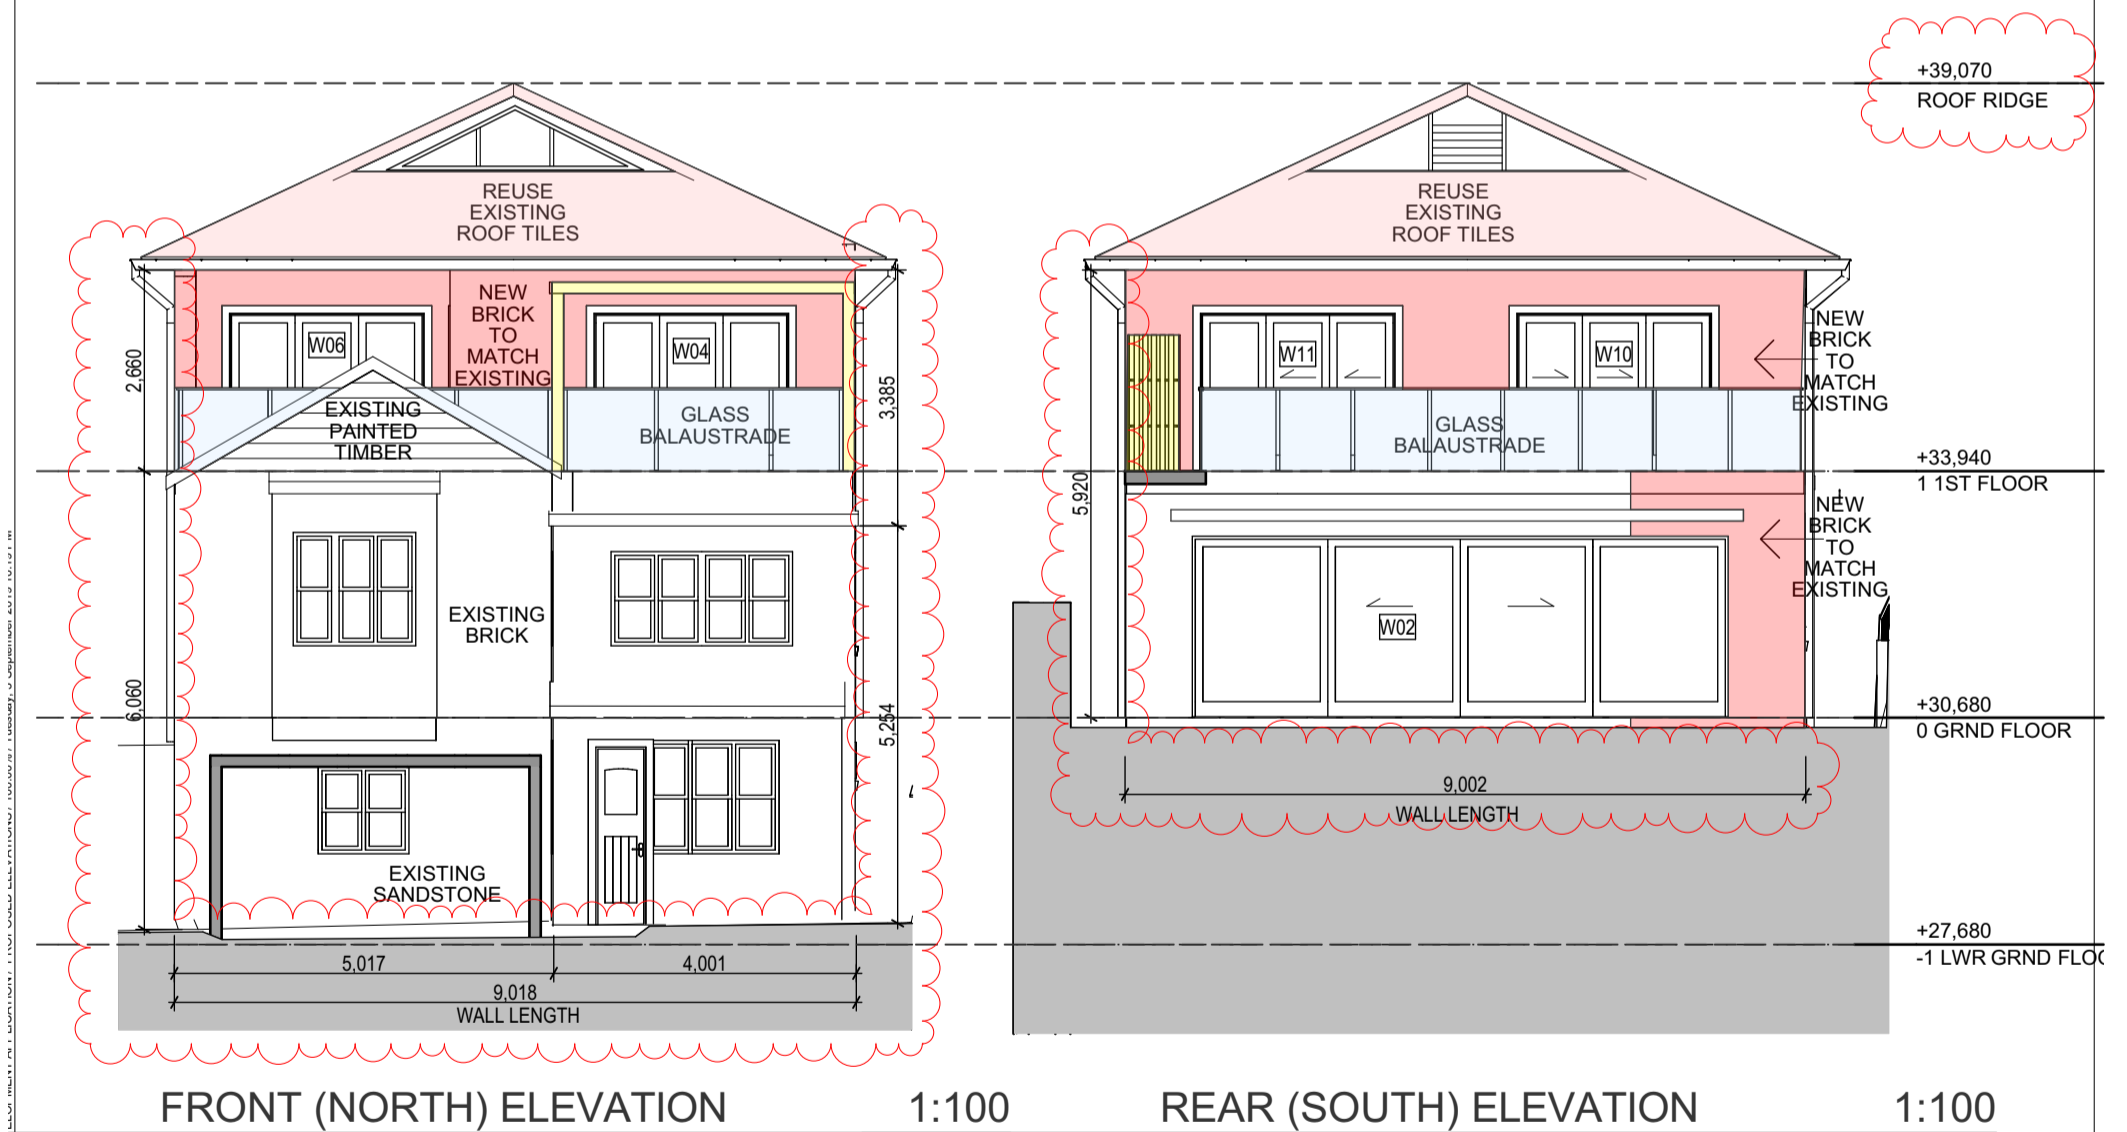 +39,070
ROOF RIDGE
REUSE
EXISTING
ROOF TILES
REUSE
EXISTING
ROOF TILES
NEW
BRICK
TO
MATCH
EXISTING
W06
W04
2,660
3,385
EXISTING
PAINTED
TIMBER
GLASS
BALAUSTRADE
W11
W10
NEW
BRICK
TO
MATCH
EXISTING
GLASS
BALAUSTRADE
+33,940
1 1ST FLOOR
5,920
NEW
BRICK
TO
MATCH
EXISTING
EXISTING
BRICK
W02
6,060
5,254
+30,680
0 GRND FLOOR
EXISTING
SANDSTONE
9,002
WALL LENGTH
+27,680
-1 LWR GRND FLOO
5,017
4,001
9,018
WALL LENGTH
FRONT (NORTH) ELEVATION
1:100
REAR (SOUTH) ELEVATION
1:100